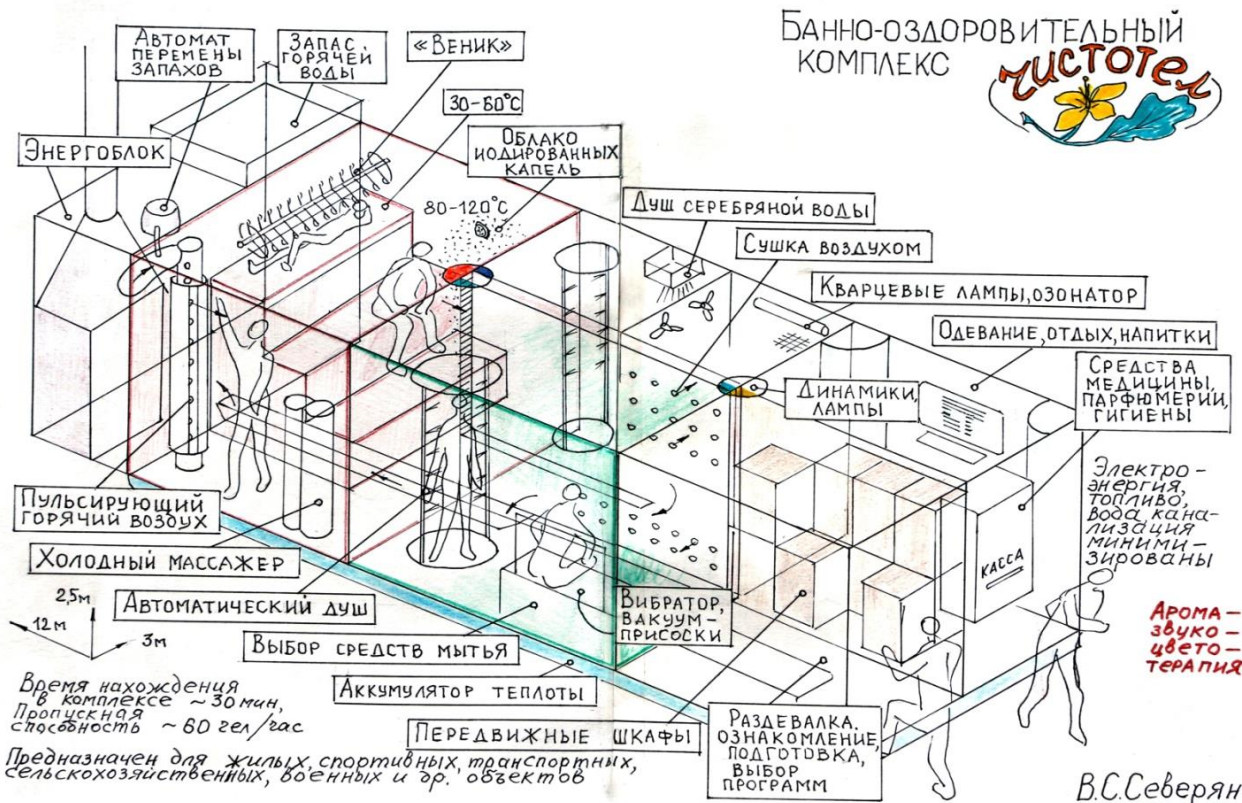 Банно-оздоровительный
комплекс
чистотел
Автомат
перемены
запахов
Запас
горячей
воды
«Веник»
30-60°С
Энергоблок
Облако
иодированных
капель
80-120°С
Душ серебряной воды
Сушка воздухом
Кварцевые лампы, озонатор
Одевание, отдых, напитки
Средства
медицины,
парфюмерии,
гигиены
Динамики,
лампы
Электро-
энергия,
топливо,
вода, кана-
лизация
миними-
зированы
Касса
Арома-
звуко-
цвето-
терапия
Пульсирующий
горячий воздух
Холодный массажер
Автоматический душ
Выбор средств мытья
Вибратор,
вакуум-
присоски
Аккумулятор теплоты
Передвижные шкафы
Раздевалка,
ознакомление,
подготовка,
выбор
программ
2,5м
12м
3м
Время нахождения
в комплексе ~30 мин,
Пропускная
способность ~60 чел/час
Предназначен для жилых, спортивных, транспортных,
сельскохозяйственных, военных и др. объектов
В.С.Северян